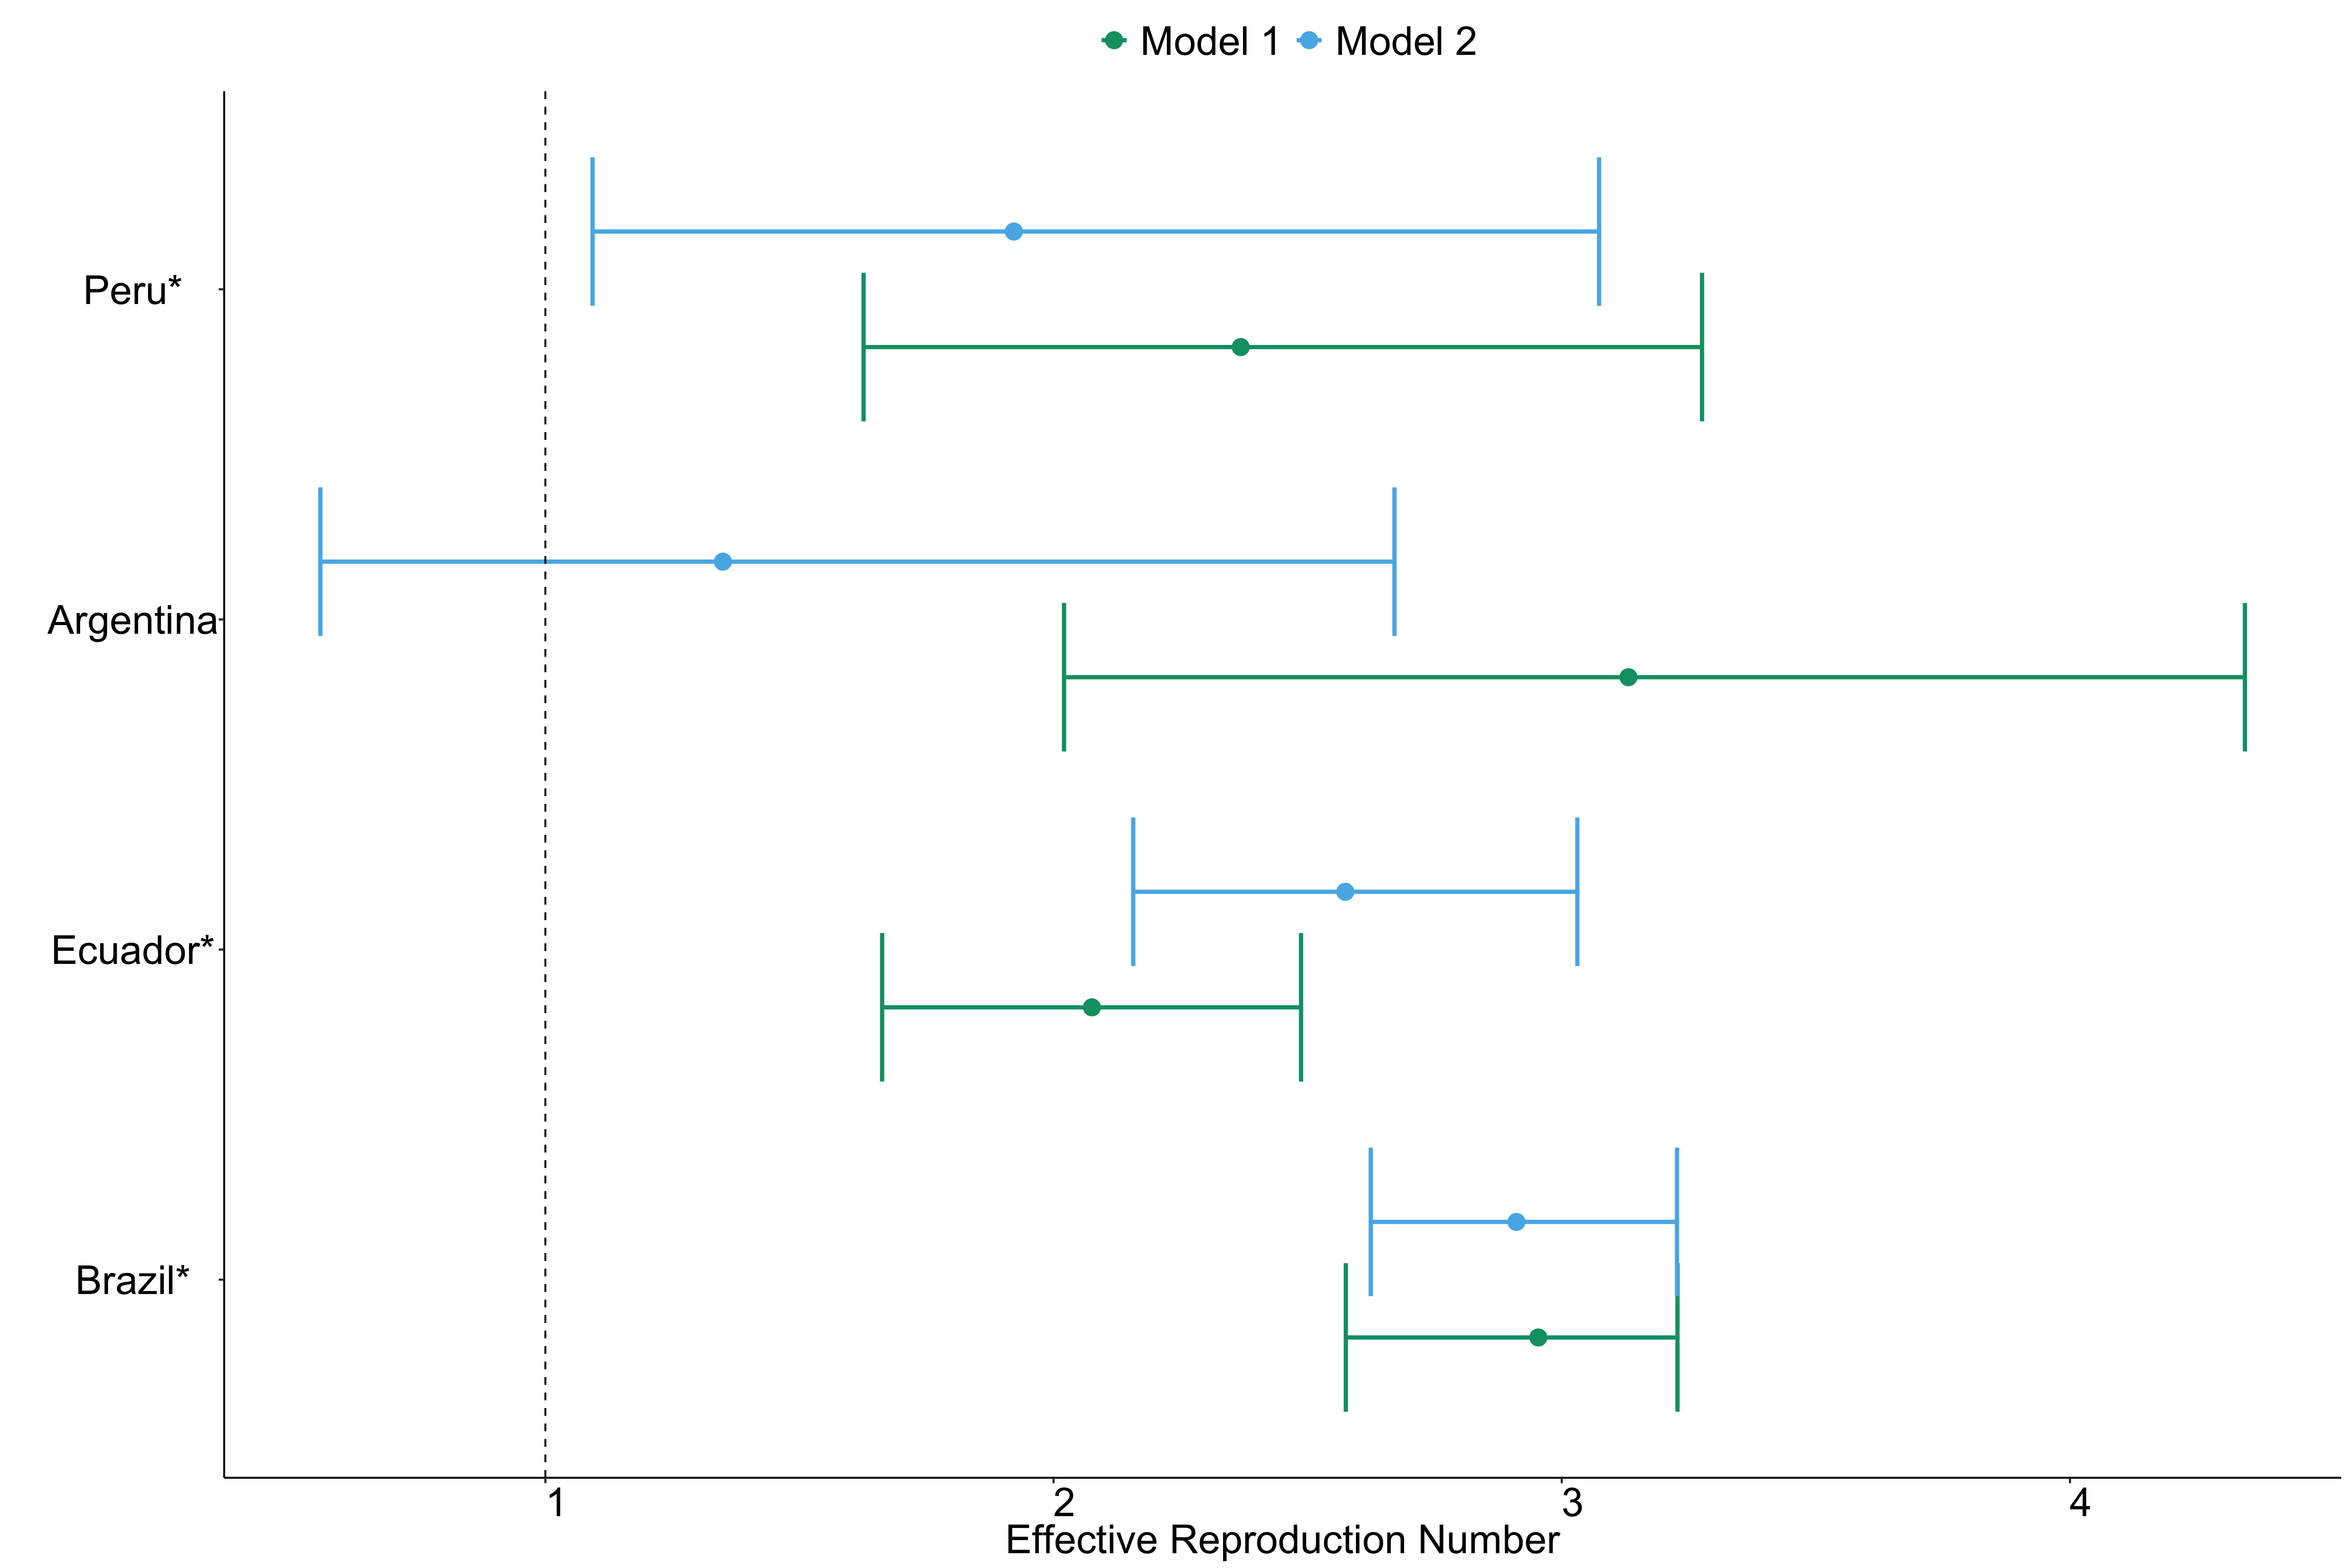 Model 1 Model 2
Peru*
Argentina
Ecuador*
Brazil*
1 2 3 4
Effective Reproduction Number